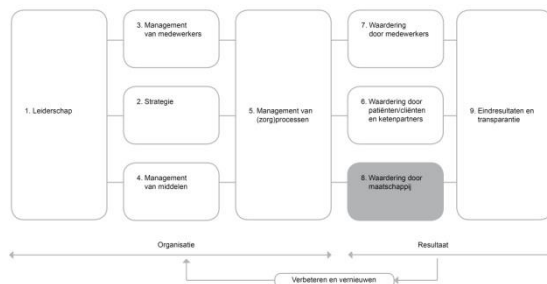 3. Management
van medewerkers
7. Waardering
door medewerkers
1. Leiderschap
2. Strategie
5. Management van
(zorg)processen
6. Waardering door
patiënten/cliënten
en ketenpartners
9. Eindresultaten en
transparantie
4. Management
van middelen
8. Waardering door
maatschappij
Organisatie
Resultaat
Verbeteren en vernieuwen